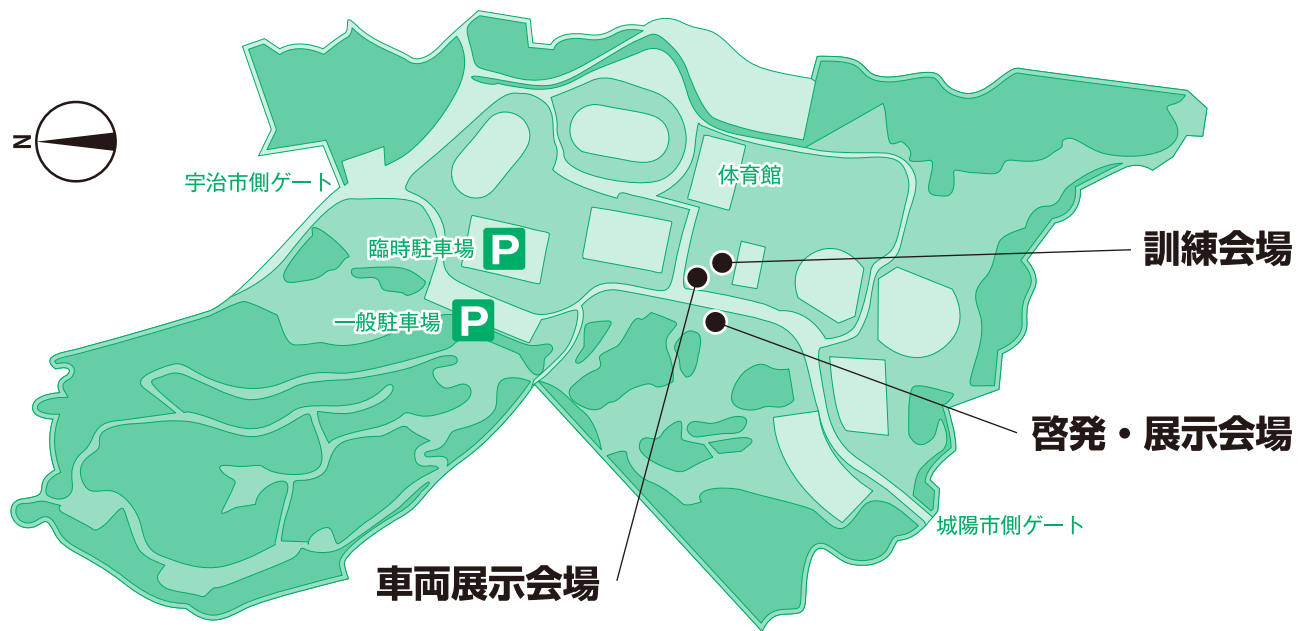 N
宇治市側ゲート
体育館
臨時駐車場 P
訓練会場
一般駐車場 P
啓発・展示会場
城陽市側ゲート
車両展示会場